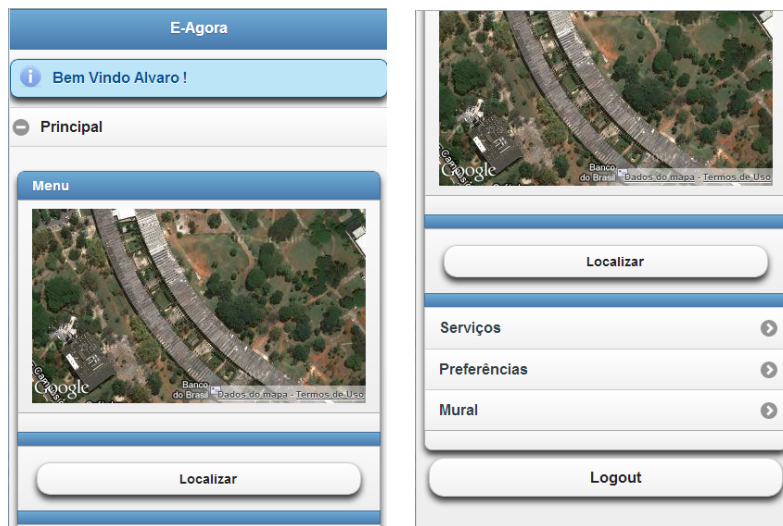 E-Agora
Bem Vindo Alvaro !
Principal
Menu
Google
Banco
do Brasil
Dados do mapa - Termos de Uso
Localizar
Google
Banco
do Brasil
Dados do mapa - Termos de Uso
Localizar
Serviços
Preferências
Mural
Logout